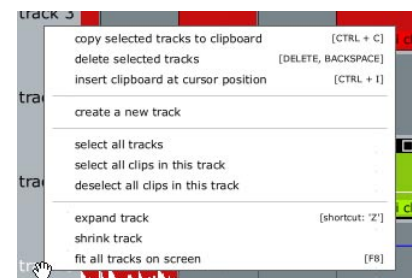 track 3
copy selected tracks to clipboard [CTRL + C]
delete selected tracks [DELETE, BACKSPACE]
insert clipboard at cursor position [CTRL + I]
create a new track
select all tracks
select all clips in this track
deselect all clips in this track
expand track [shortcut: 'Z']
shrink track
fit all tracks on screen [F8]